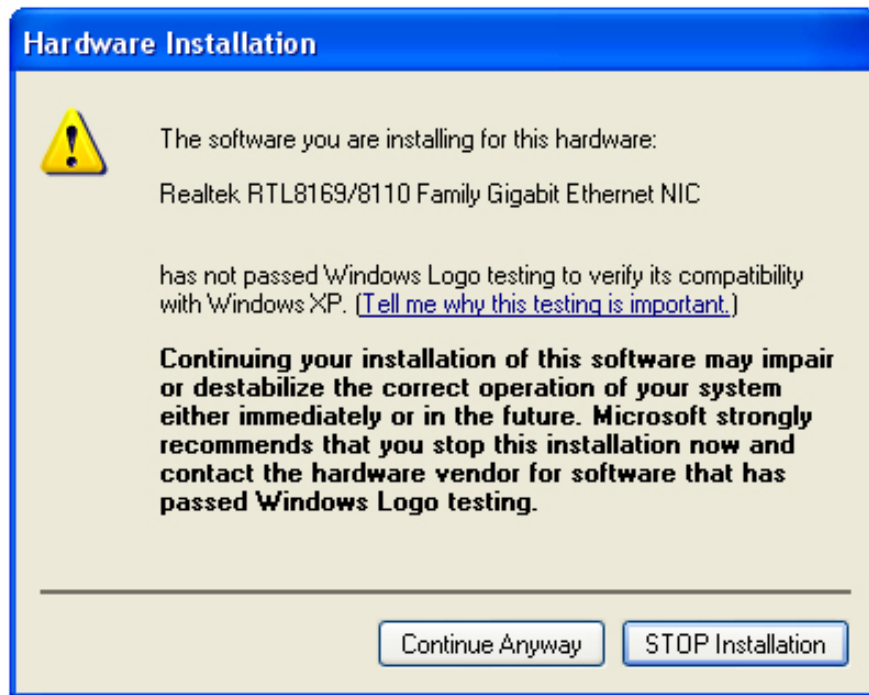 Hardware Installation
The software you are installing for this hardware:
Realtek RTL8169/8110 Family Gigabit Ethernet NIC
has not passed Windows Logo testing to verify its compatibility
with Windows XP. (Tell me why this testing is important.)
Continuing your installation of this software may impair
or destabilize the correct operation of your system
either immediately or in the future. Microsoft strongly
recommends that you stop this installation now and
contact the hardware vendor for software that has
passed Windows Logo testing.
Continue Anyway
STOP Installation